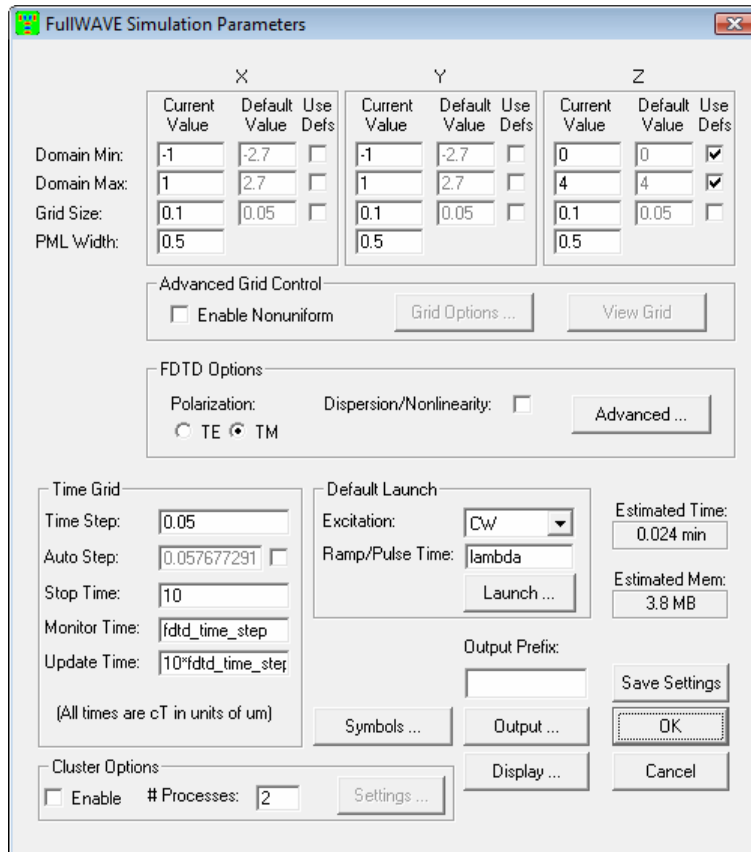 FullWAVE Simulation Parameters
X Y Z
Current Value Default Value Use Defs Current Value Default Value Use Defs Current Value Default Value Use Defs
Domain Min: -1 -2.7 -1 -2.7 0 0
Domain Max: 1 2.7 1 2.7 4 4
Grid Size: 0.1 0.05 0.1 0.05 0.1 0.05
PML Width: 0.5 0.5 0.5
Advanced Grid Control
Enable Nonuniform Grid Options ... View Grid
FDTD Options
Polarization: Dispersion/Nonlinearity: Advanced ...
TE TM
Time Grid
Time Step: 0.05
Auto Step: 0.057677291
Stop Time: 10
Monitor Time: fdtd_time_step
Update Time: 10*fdtd_time_step
(All times are cT in units of um)
Default Launch
Excitation: CW
Ramp/Pulse Time: lambda
Launch ...
Estimated Time:
0.024 min
Estimated Mem:
3.8 MB
Output Prefix:
Save Settings
Symbols ... Output ... OK
Display ... Cancel
Cluster Options
Enable # Processes: 2 Settings ...